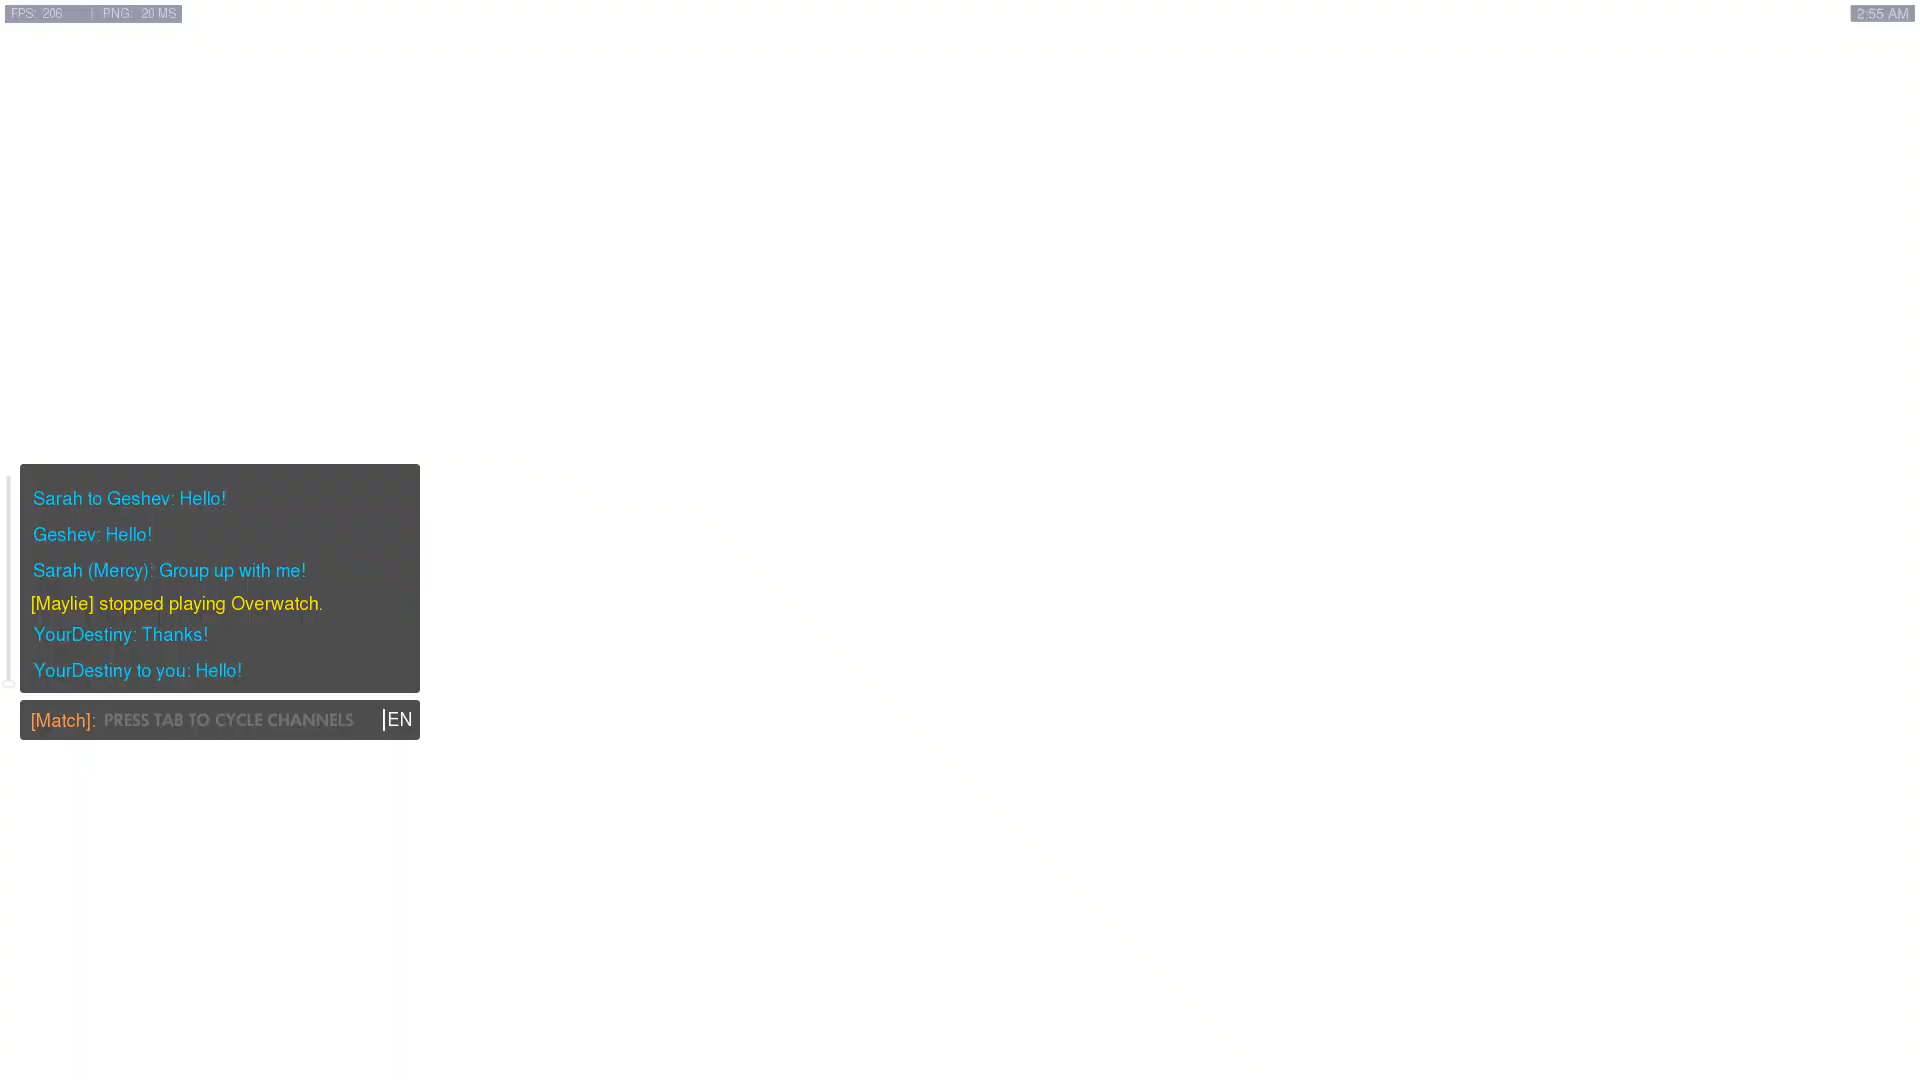 FPS: 206 | PNG: 20 MS
2:55 AM
Sarah to Geshev: Hello!
Geshev: Hello!
Sarah (Mercy): Group up with me!
[Maylie] stopped playing Overwatch.
YourDestiny: Thanks!
YourDestiny to you: Hello!
[Match]: PRESS TAB TO CYCLE CHANNELS EN